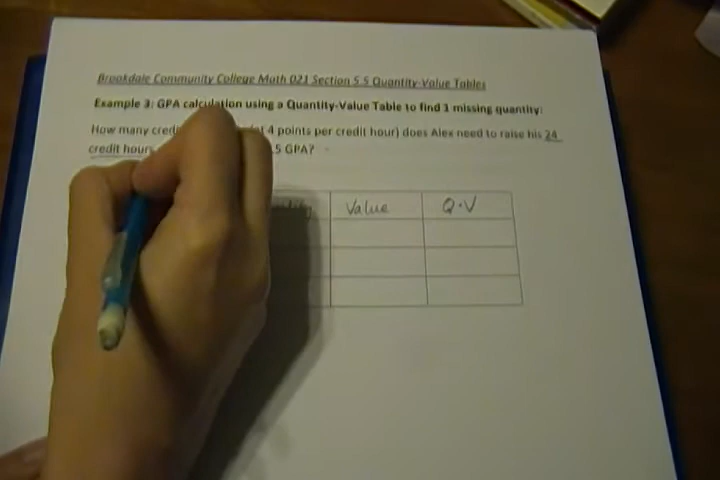 Brookdale Community College Math 021 Section 5.5 Quantity-Value Tables
Example 3: GPA calculation using a Quantity-Value Table to find 1 missing quantity:
How many 4 points per credit hour) does Alex need to raise his 24
credit hours .5 GPA?
Value Q·V